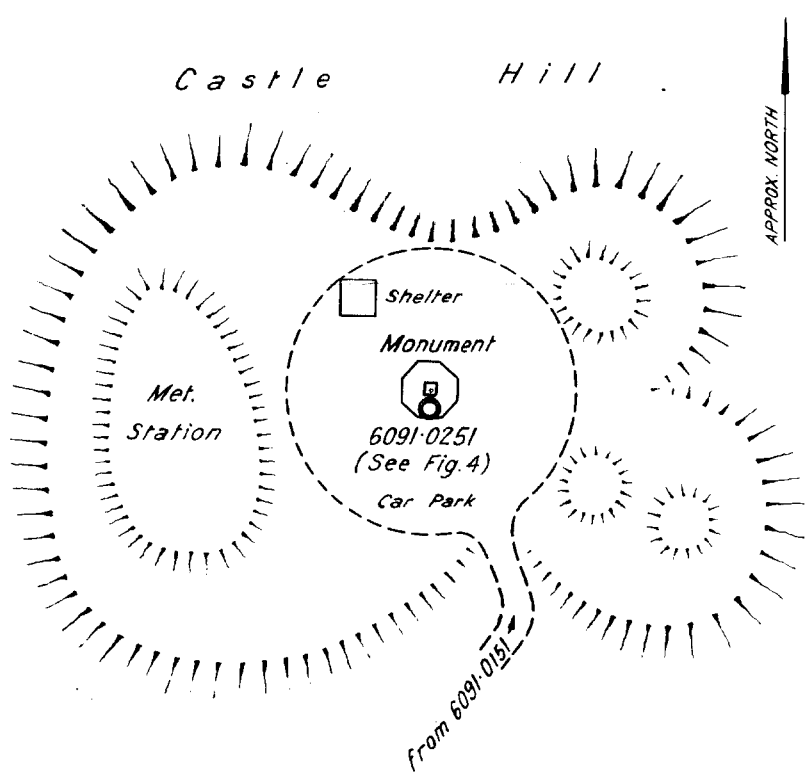 Castle Hill
APPROX. NORTH
Shelter
Monument
Met.
Station
6091·0251
(See Fig. 4)
Car Park
from 6091·0151